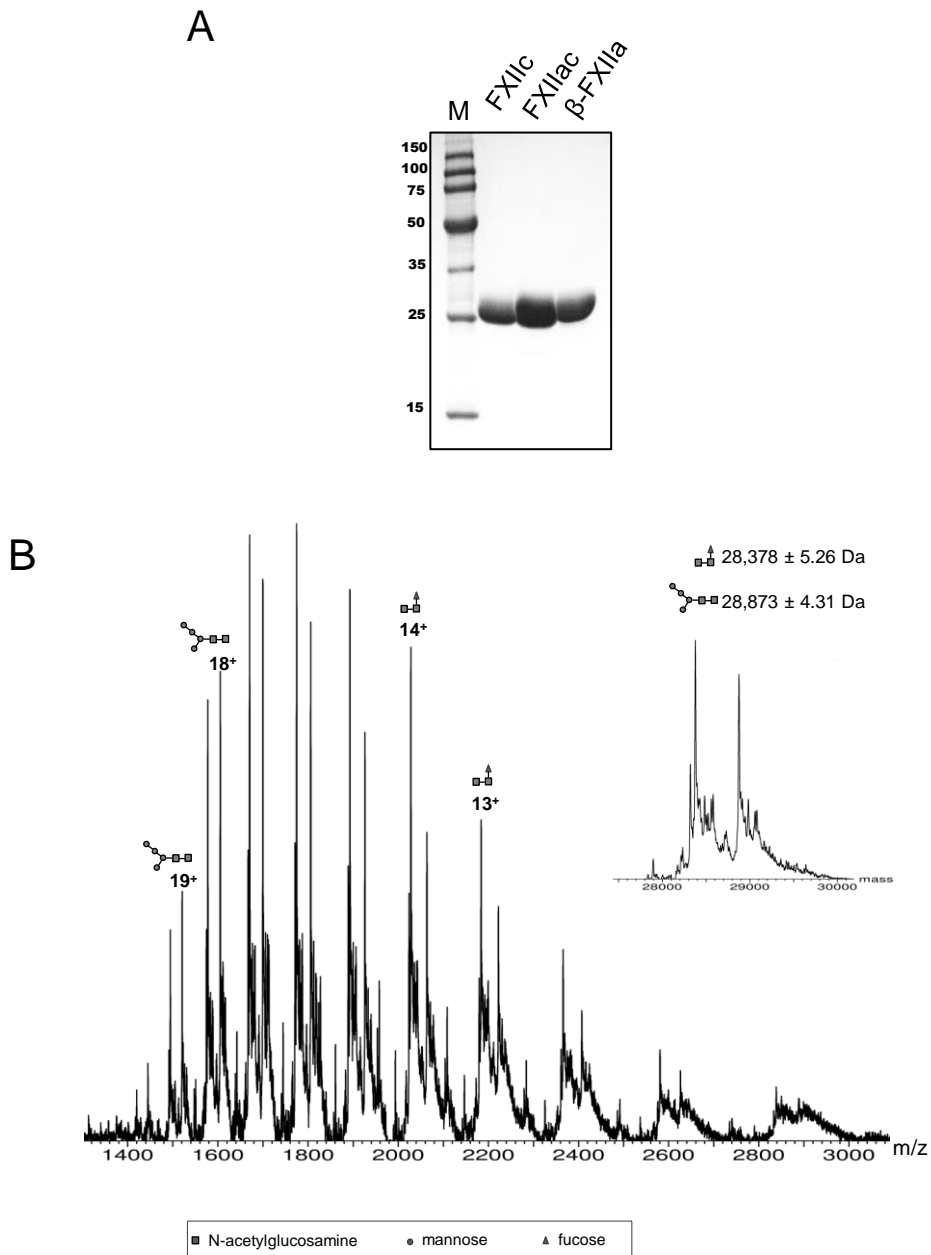 A
M FXIIc FXIIac β-FXIIa
150
100
75
50
35
25
15
B
28,378 ± 5.26 Da
28,873 ± 4.31 Da
14+
18+
13+
19+
28000 29000 30000 mass
1400 1600 1800 2000 2200 2400 2600 2800 3000 m/z
N-acetylglucosamine mannose fucose